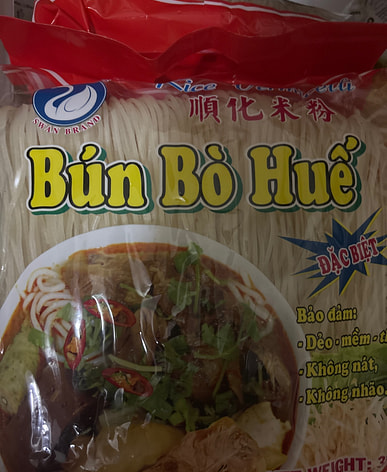 Rice
順化米粉
SWAN BRAND
Bún Bò Huế
ĐẶC BIỆT
Bảo đảm:
- Dẻo - mềm -
- Không nát,
- Không nhão.
WEIGHT: